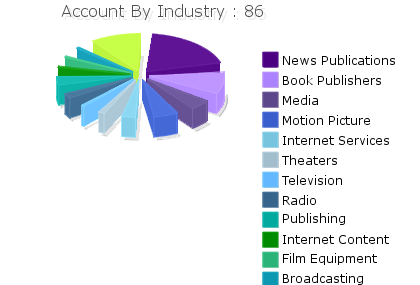 Account By Industry : 86
News Publications
Book Publishers
Media
Motion Picture
Internet Services
Theaters
Television
Radio
Publishing
Internet Content
Film Equipment
Broadcasting